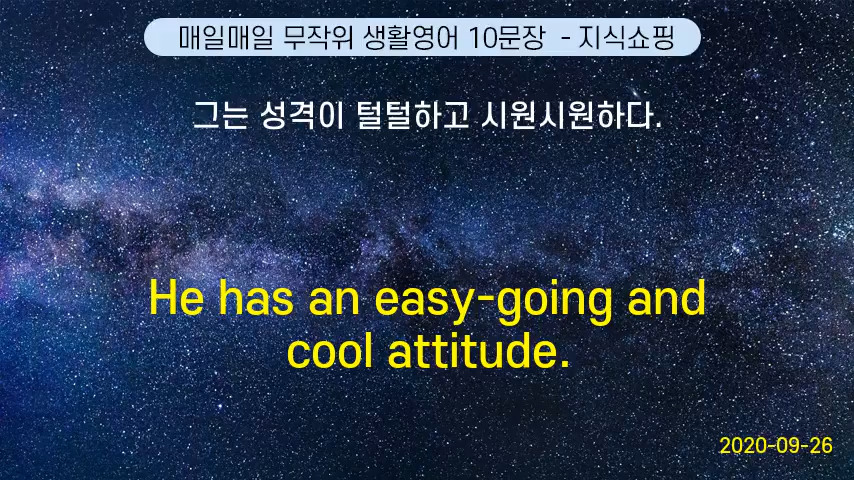 매일매일 무작위 생활영어 10문장 - 지식쇼핑
그는 성격이 털털하고 시원시원하다.
He has an easy-going and
cool attitude.
2020-09-26